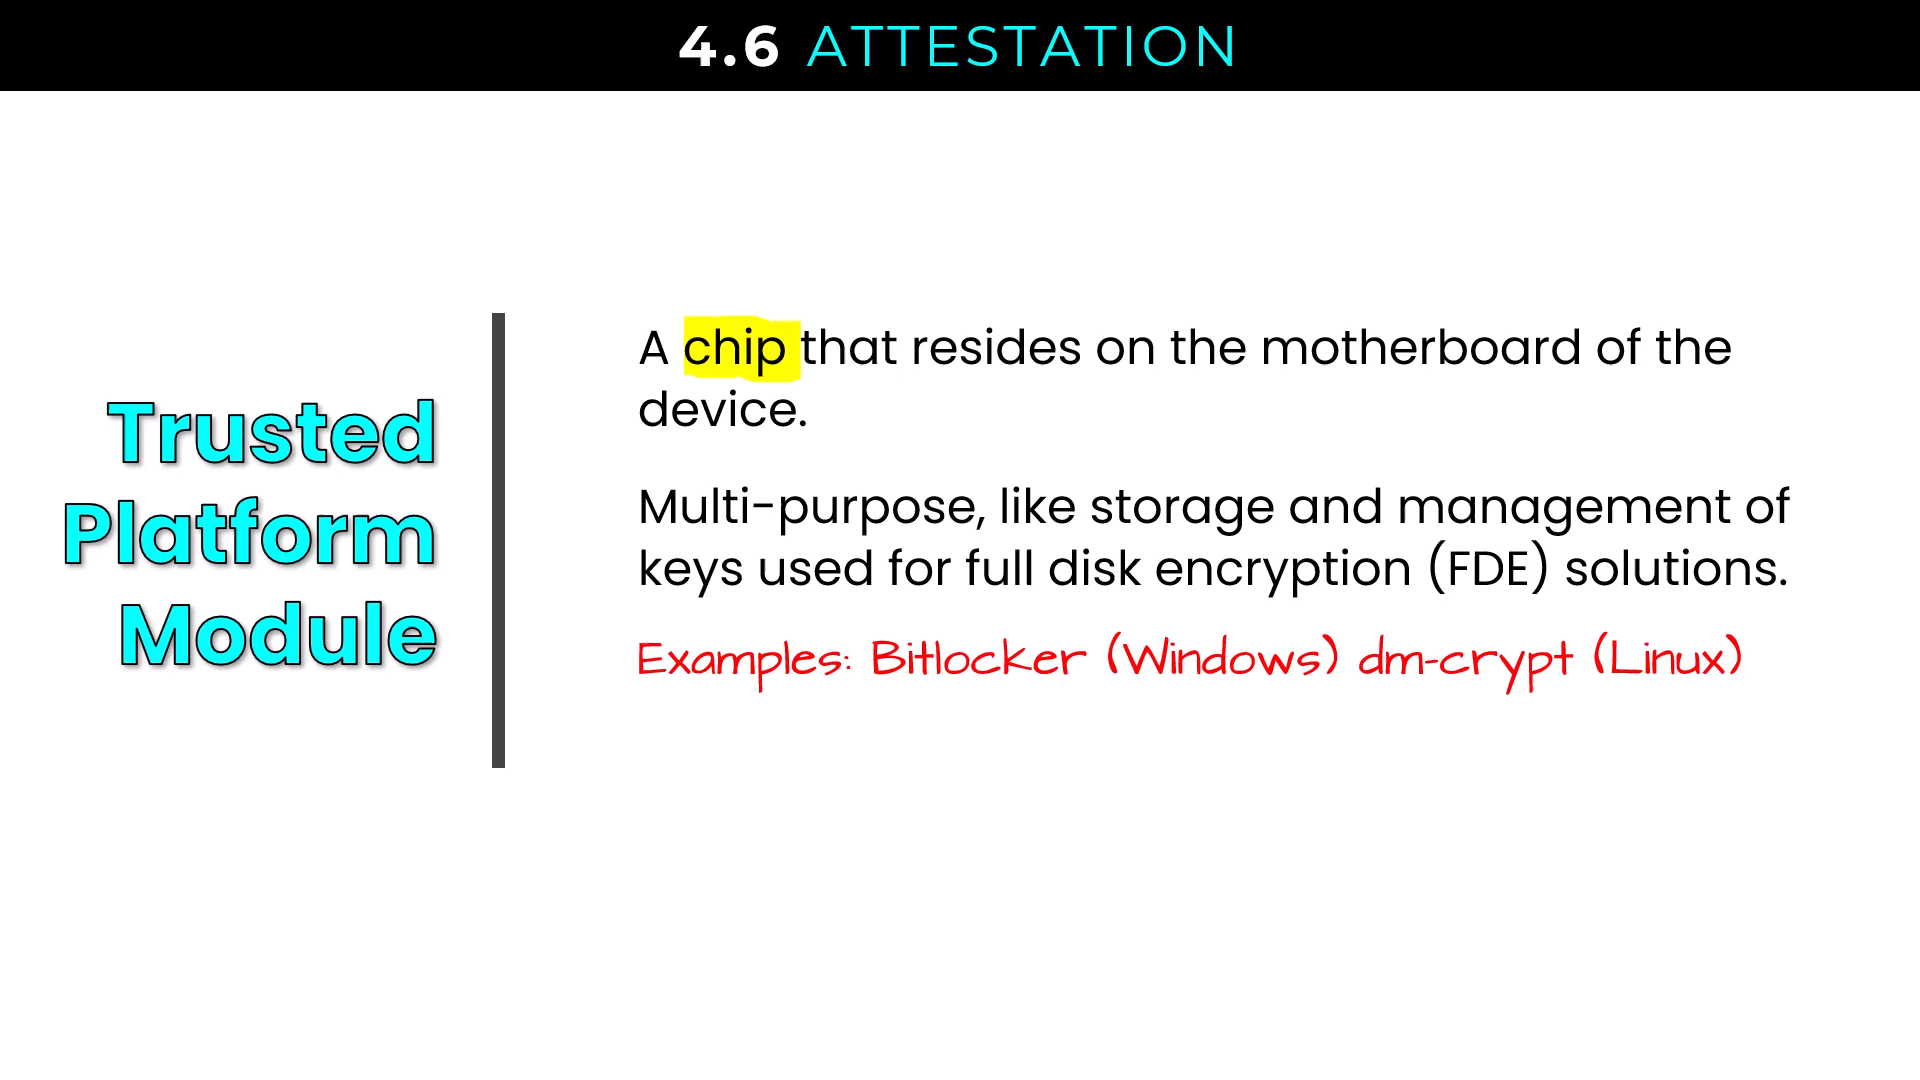 4.6 ATTESTATION
Trusted
Platform
Module
A chip that resides on the motherboard of the
device.
Multi-purpose, like storage and management of
keys used for full disk encryption (FDE) solutions.
Examples: Bitlocker (Windows) dm-crypt (Linux)